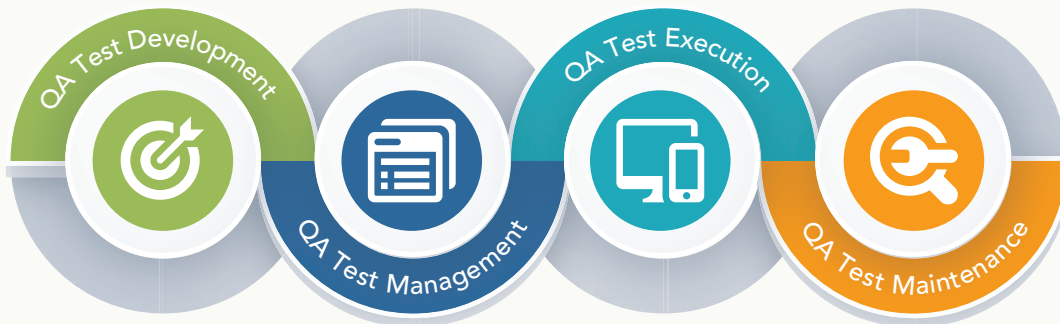 QA Test Development
QA Test Management
QA Test Execution
QA Test Maintenance